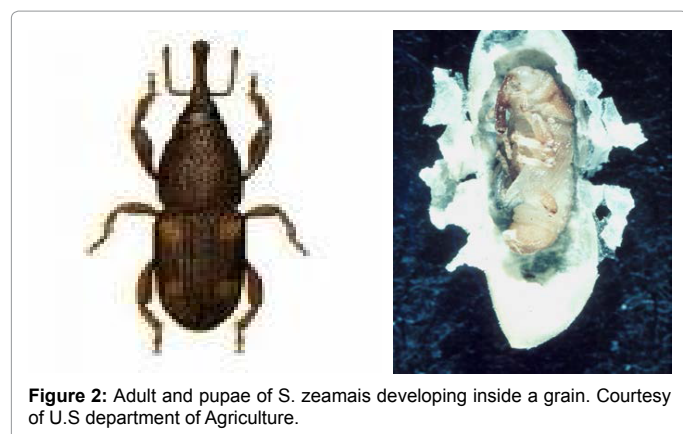 Figure 2: Adult and pupae of S. zeamais developing inside a grain. Courtesy
of U.S department of Agriculture.